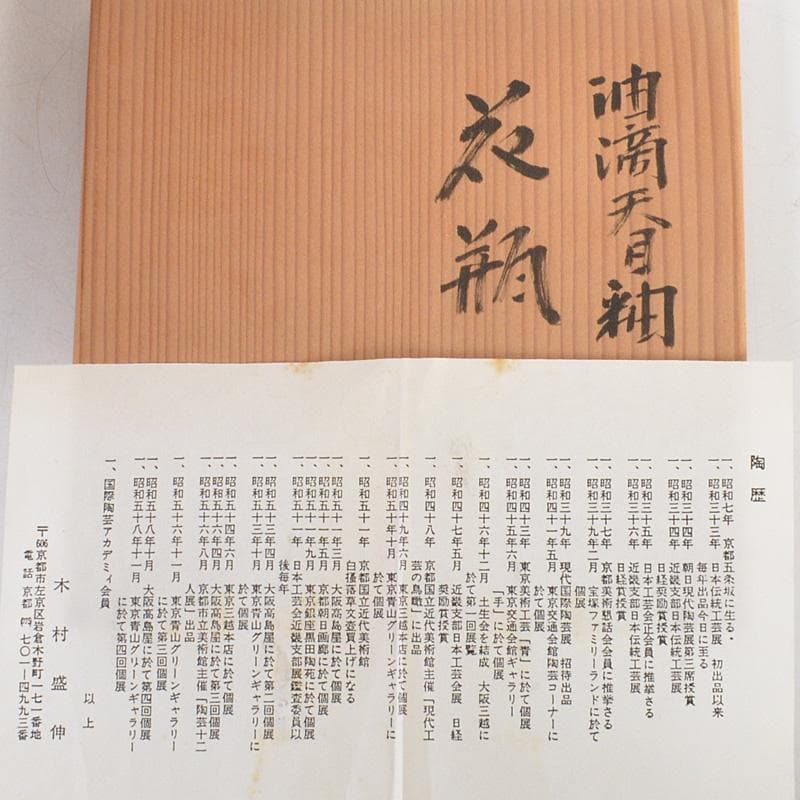 油滴天目釉
花瓶
陶歴
一、昭和七年 京都五条坂に生る・
一、昭和三十三年 日本伝統工芸展 初出品以来
毎年出品今日に至る
一、昭和三十四年 朝日現代陶芸展第三席授賞
一、昭和三十四年 近畿支部日本伝統工芸展
日経奨励賞授賞
一、昭和三十五年 日本工芸会正会員に推挙さる
一、昭和三十六年 近畿支部日本伝統工芸展
日経賞授賞
一、昭和三十七年 京都美術懇話会会員に推挙さる
一、昭和三十九年二月 宝塚ファミリーランドに於て
個展
一、昭和三十九年 現代国際陶芸展 招待出品
一、昭和四十一年五月 東京交通会館陶芸コーナーに
於て個展
一、昭和四十三年 東京美術工芸「青」に於て個展
一、昭和四十五年六月 東京交通会館ギャラリー
「手」に於て個展
一、昭和四十六年十二月 土生会を結成 大阪三越に
於て第一回展覧
一、昭和四十七年五月 近畿支部日本工芸会展 日経
奨励賞授賞
一、昭和四十八年 京都国立近代美術館主催「現代工
芸の鳥瞰」に出品
一、昭和四十九年六月 東京三越本店に於て個展
一、昭和五十年十月 東京青山グリーンギャラリーに
於て個展
一、昭和五十一年 京都国立近代美術館
白掻落草文壺買上げになる
一、昭和五十一年三月 大阪高島屋に於て個展
一、昭和五十一年五月 京都朝日画廊に於て個展
一、昭和五十一年九月 東京銀座黒田陶苑に於て個展
一、昭和五十一年 日本工芸会近畿支部展鑑査委員以
後毎年
一、昭和五十三年四月 大阪高島屋に於て第二回個展
一、昭和五十三年十月 東京青山グリーンギャラリーに
於て個展
一、昭和五十四年六月 東京三越本店に於て個展
一、昭和五十六年四月 大阪高島屋に於て第三回個展
一、昭和五十六年八月 京都市立美術館主催「陶芸十二
人展」出品
一、昭和五十六年十一月 東京青山グリーンギャラリー
に於て第三回個展
一、昭和五十八年十月 大阪高島屋に於て第四回個展
一、昭和五十八年十一月 東京青山グリーンギャラリー
に於て第四回個展
一、国際陶芸アカデミィ会員
以上
木村盛伸
〒606京都市左京区岩倉木野町一七一番地
電話 京都 七〇一ー四九三番